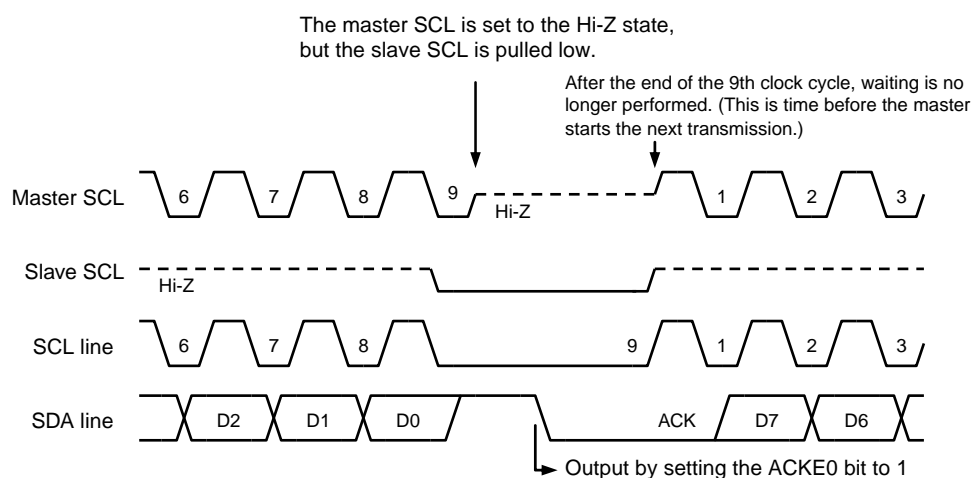 The master SCL is set to the Hi-Z state,
but the slave SCL is pulled low.
After the end of the 9th clock cycle, waiting is no
longer performed. (This is time before the master
starts the next transmission.)
Master SCL 6 7 8 9 1 2 3
Hi-Z
Slave SCL
Hi-Z
SCL line 6 7 8 9 1 2 3
SDA line D2 D1 D0 ACK D7 D6
Output by setting the ACKE0 bit to 1